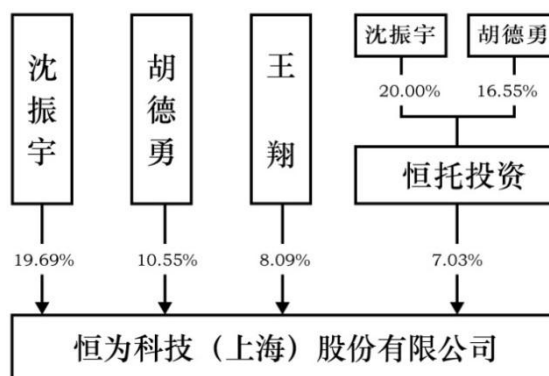 沈振宇
胡德勇
王翔
沈振宇
胡德勇
20.00%
16.55%
恒托投资
19.69%
10.55%
8.09%
7.03%
恒为科技（上海）股份有限公司